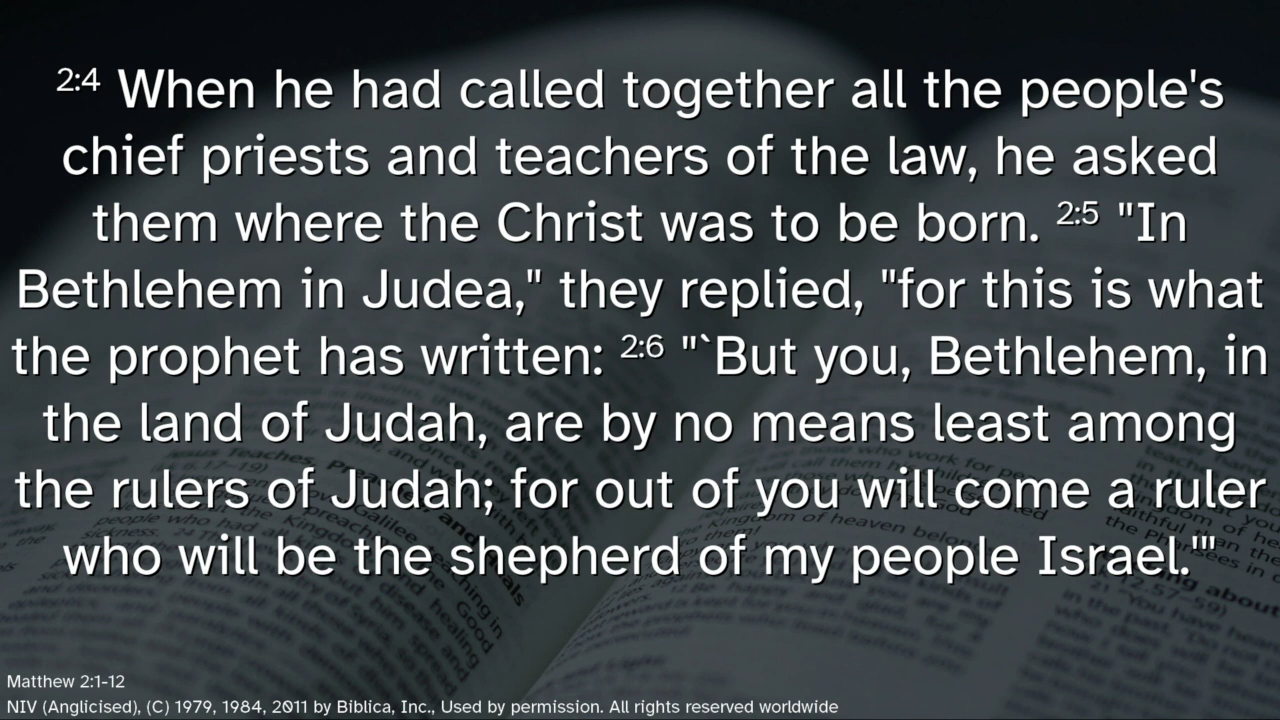 2:4 When he had called together all the people's
chief priests and teachers of the law, he asked
them where the Christ was to be born. 2:5 "In
Bethlehem in Judea," they replied, "for this is what
the prophet has written: 2:6 "`But you, Bethlehem, in
the land of Judah, are by no means least among
the rulers of Judah; for out of you will come a ruler
who will be the shepherd of my people Israel.'"
Matthew 2:1-12
NIV (Anglicised), (C) 1979, 1984, 2011 by Biblica, Inc., Used by permission. All rights reserved worldwide